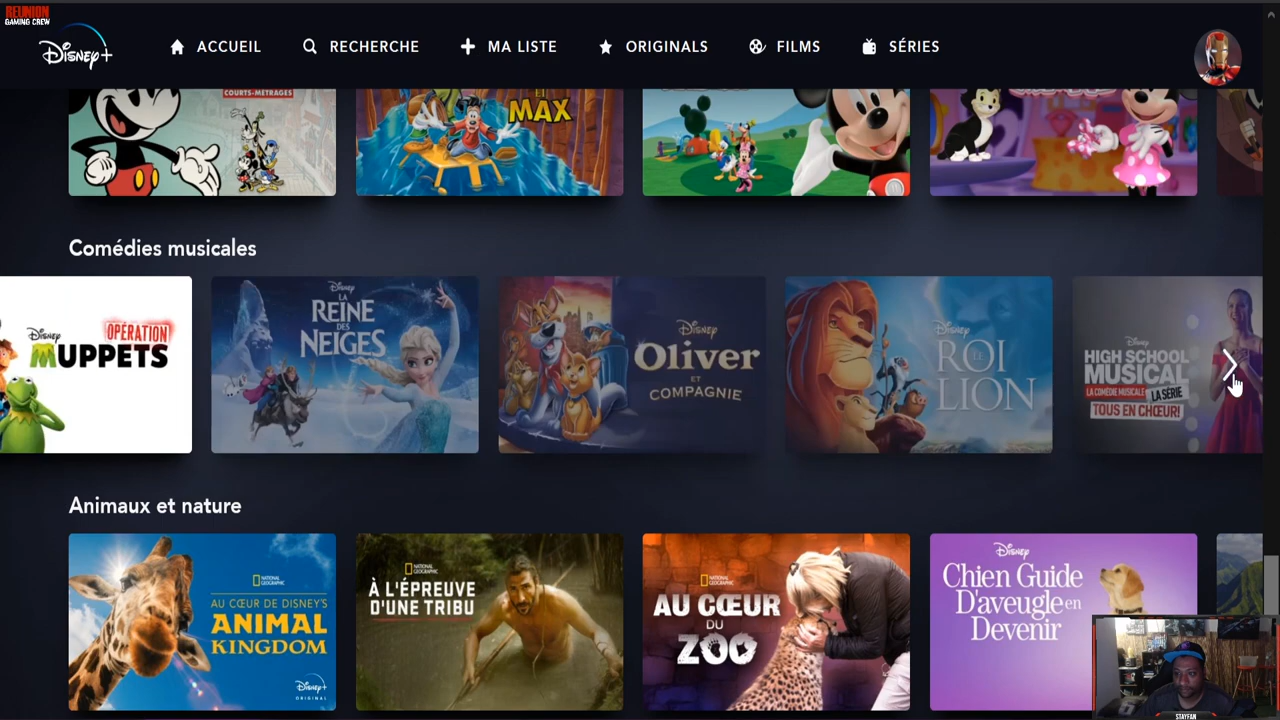 REUNION
GAMING CREW
Disney+
ACCUEIL
RECHERCHE
MA LISTE
ORIGINALS
FILMS
SÉRIES
COURTS-MÉTRAGES
ET
MAX
Comédies musicales
Disney
OPÉRATION
MUPPETS
Disney
LA
REINE
DES
NEIGES
Disney
Oliver
ET
COMPAGNIE
Disney
LE
ROI
LION
Disney
HIGH SCHOOL
MUSICAL
LA COMÉDIE MUSICALE LA SÉRIE
TOUS EN CHŒUR!
Animaux et nature
NATIONAL
GEOGRAPHIC
AU CŒUR DE DISNEY'S
ANIMAL
KINGDOM
Disney+
ORIGINAL
NATIONAL
GEOGRAPHIC
À L'ÉPREUVE
D'UNE TRIBU
NATIONAL
GEOGRAPHIC
AU CŒUR
DU
ZOO
Disney
Chien Guide
D'aveugle en
Devenir
STAYFAN